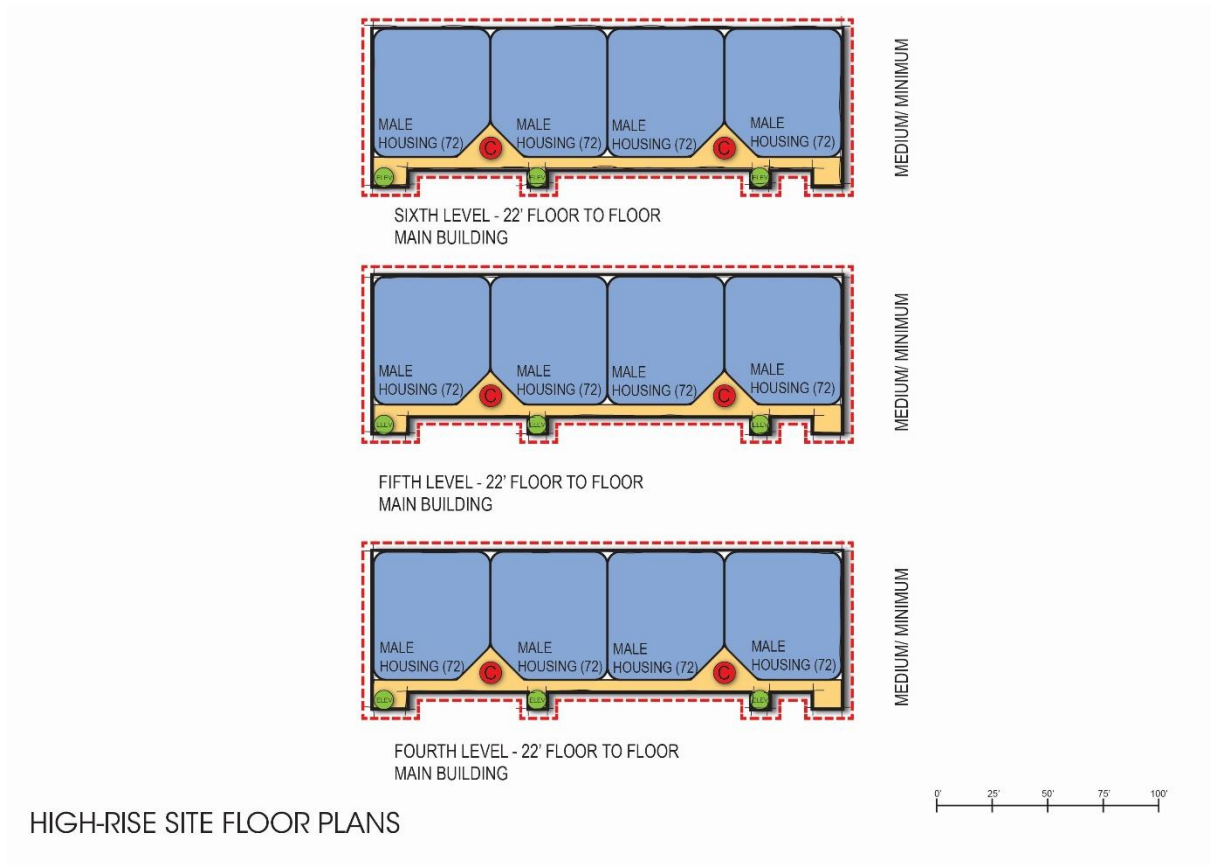 MALE
HOUSING (72)
MALE
HOUSING (72)
MALE
HOUSING (72)
MALE
HOUSING (72)
C
C
ELEV
ELEV
ELEV
MEDIUM/ MINIMUM
SIXTH LEVEL - 22' FLOOR TO FLOOR
MAIN BUILDING
MALE
HOUSING (72)
MALE
HOUSING (72)
MALE
HOUSING (72)
MALE
HOUSING (72)
C
C
ELEV
ELEV
ELEV
MEDIUM/ MINIMUM
FIFTH LEVEL - 22' FLOOR TO FLOOR
MAIN BUILDING
MALE
HOUSING (72)
MALE
HOUSING (72)
MALE
HOUSING (72)
MALE
HOUSING (72)
C
C
ELEV
ELEV
ELEV
MEDIUM/ MINIMUM
FOURTH LEVEL - 22' FLOOR TO FLOOR
MAIN BUILDING
HIGH-RISE SITE FLOOR PLANS
0' 25' 50' 75' 100'